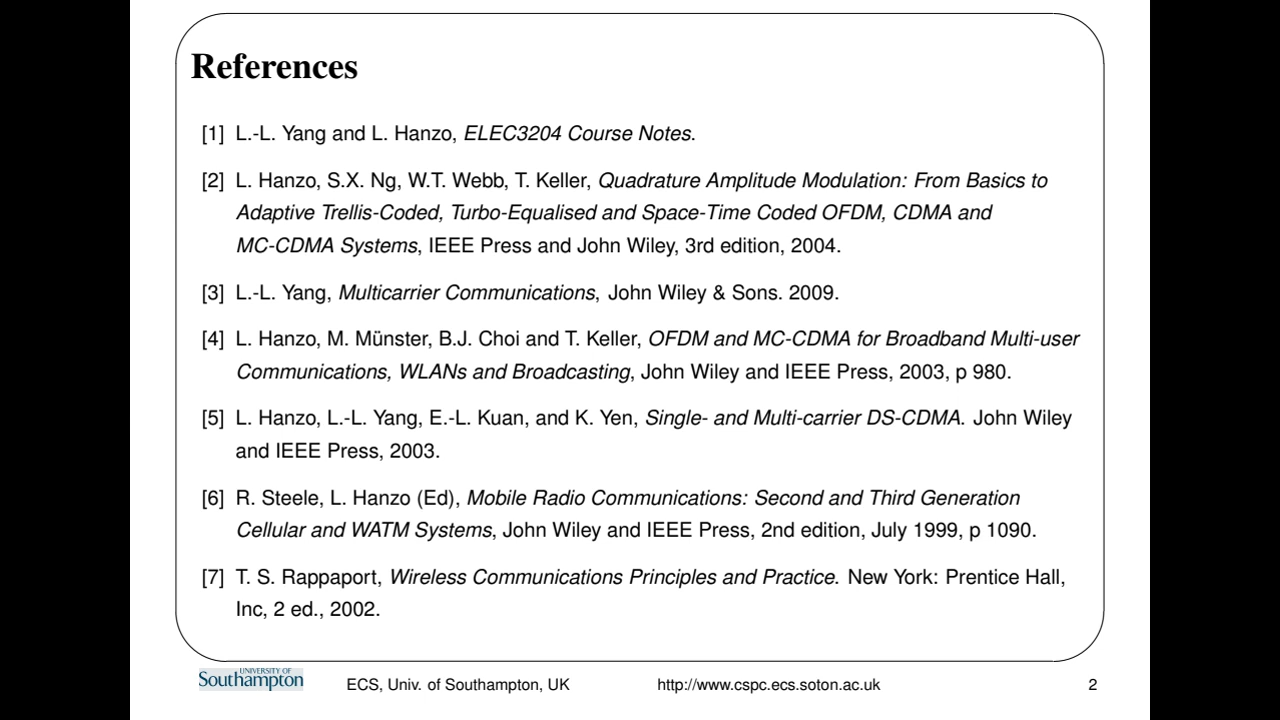 References
[1] L.-L. Yang and L. Hanzo, ELEC3204 Course Notes.
[2] L. Hanzo, S.X. Ng, W.T. Webb, T. Keller, Quadrature Amplitude Modulation: From Basics to
Adaptive Trellis-Coded, Turbo-Equalised and Space-Time Coded OFDM, CDMA and
MC-CDMA Systems, IEEE Press and John Wiley, 3rd edition, 2004.
[3] L.-L. Yang, Multicarrier Communications, John Wiley & Sons. 2009.
[4] L. Hanzo, M. Münster, B.J. Choi and T. Keller, OFDM and MC-CDMA for Broadband Multi-user
Communications, WLANs and Broadcasting, John Wiley and IEEE Press, 2003, p 980.
[5] L. Hanzo, L.-L. Yang, E.-L. Kuan, and K. Yen, Single- and Multi-carrier DS-CDMA. John Wiley
and IEEE Press, 2003.
[6] R. Steele, L. Hanzo (Ed), Mobile Radio Communications: Second and Third Generation
Cellular and WATM Systems, John Wiley and IEEE Press, 2nd edition, July 1999, p 1090.
[7] T. S. Rappaport, Wireless Communications Principles and Practice. New York: Prentice Hall,
Inc, 2 ed., 2002.
UNIVERSITY OF
Southampton
ECS, Univ. of Southampton, UK http://www.cspc.ecs.soton.ac.uk 2